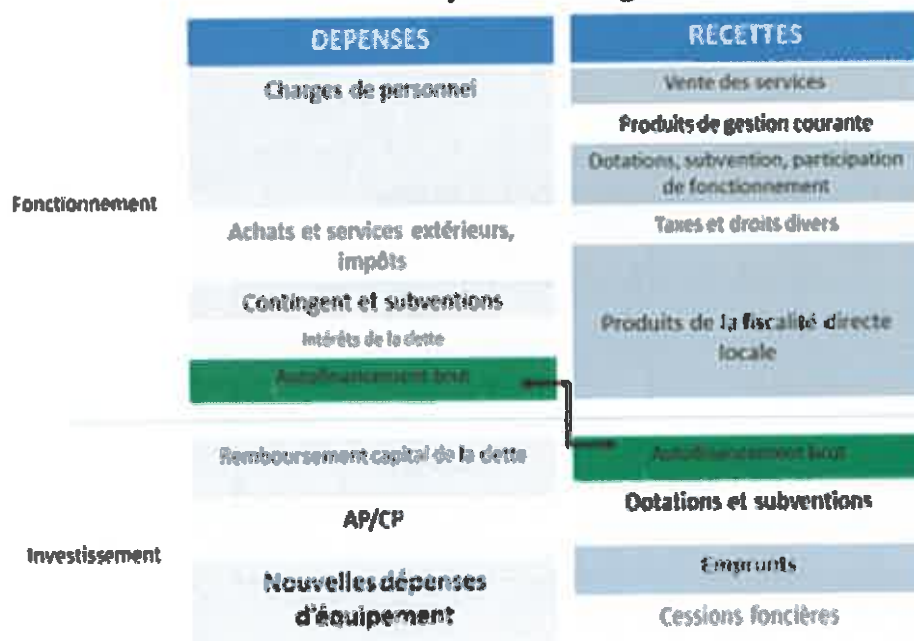 DEPENSES
RECETTES
Fonctionnement
Charges de personnel
Achats et services extérieurs,
impôts
Contingent et subventions
Intérêts de la dette
Autofinancement brut
Vente des services
Produits de gestion courante
Dotations, subvention, participation
de fonctionnement
Taxes et droits divers
Produits de la fiscalité directe
locale
Investissement
Remboursement capital de la dette
AP/CP
Nouvelles dépenses
d'équipement
Autofinancement brut
Dotations et subventions
Emprunts
Cessions foncières